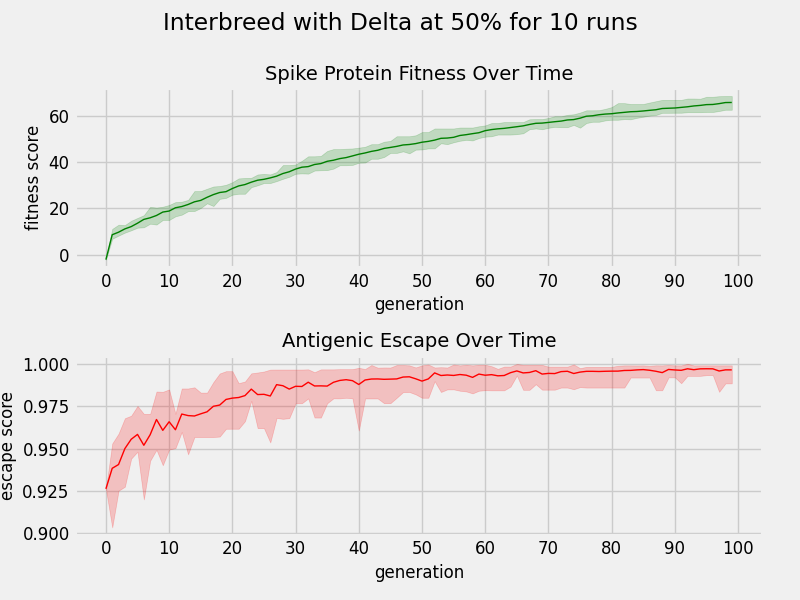 Interbreed with Delta at 50% for 10 runs
Spike Protein Fitness Over Time
fitness score
60
40
20
0
0 10 20 30 40 50 60 70 80 90 100
generation
Antigenic Escape Over Time
escape score
1.000
0.975
0.950
0.925
0.900
0 10 20 30 40 50 60 70 80 90 100
generation